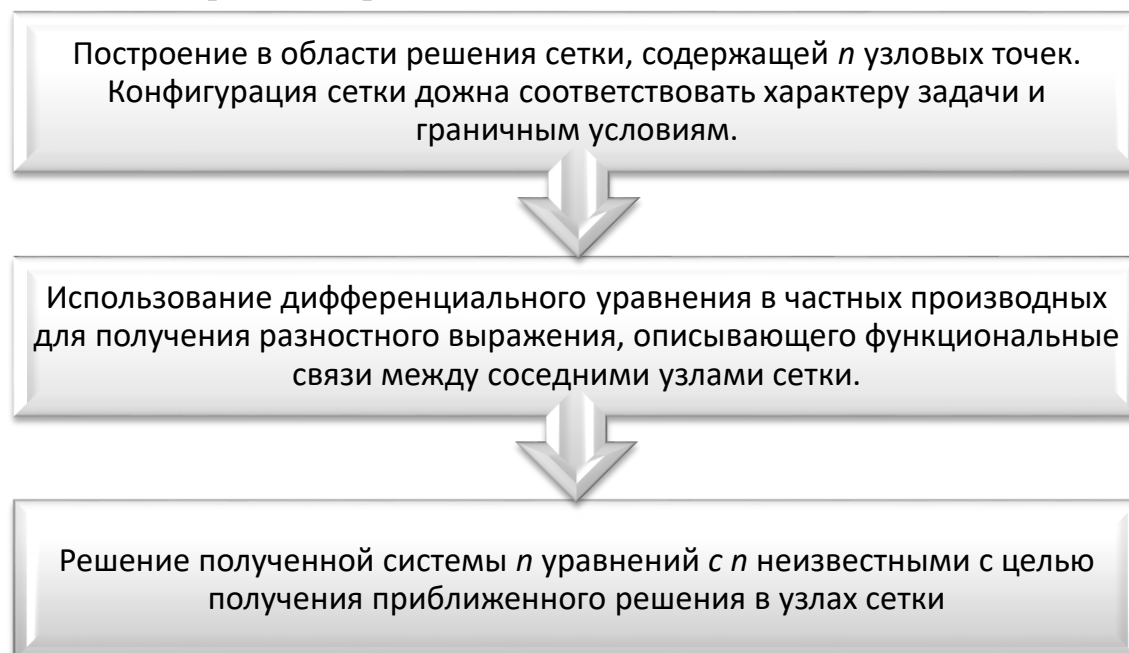 Построение в области решения сетки, содержащей n узловых точек.
Конфигурация сетки дожна соответствовать характеру задачи и
граничным условиям.
Использование дифференциального уравнения в частных производных
для получения разностного выражения, описывающего функциональные
связи между соседними узлами сетки.
Решение полученной системы n уравнений с n неизвестными с целью
получения приближенного решения в узлах сетки